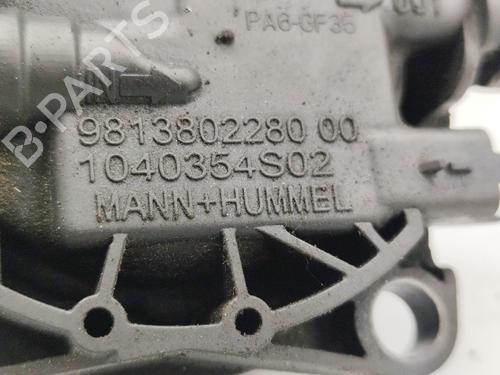 PA6-GF35
9813802280 00
1040354S02
MANN+HUMMEL
B-PARTS